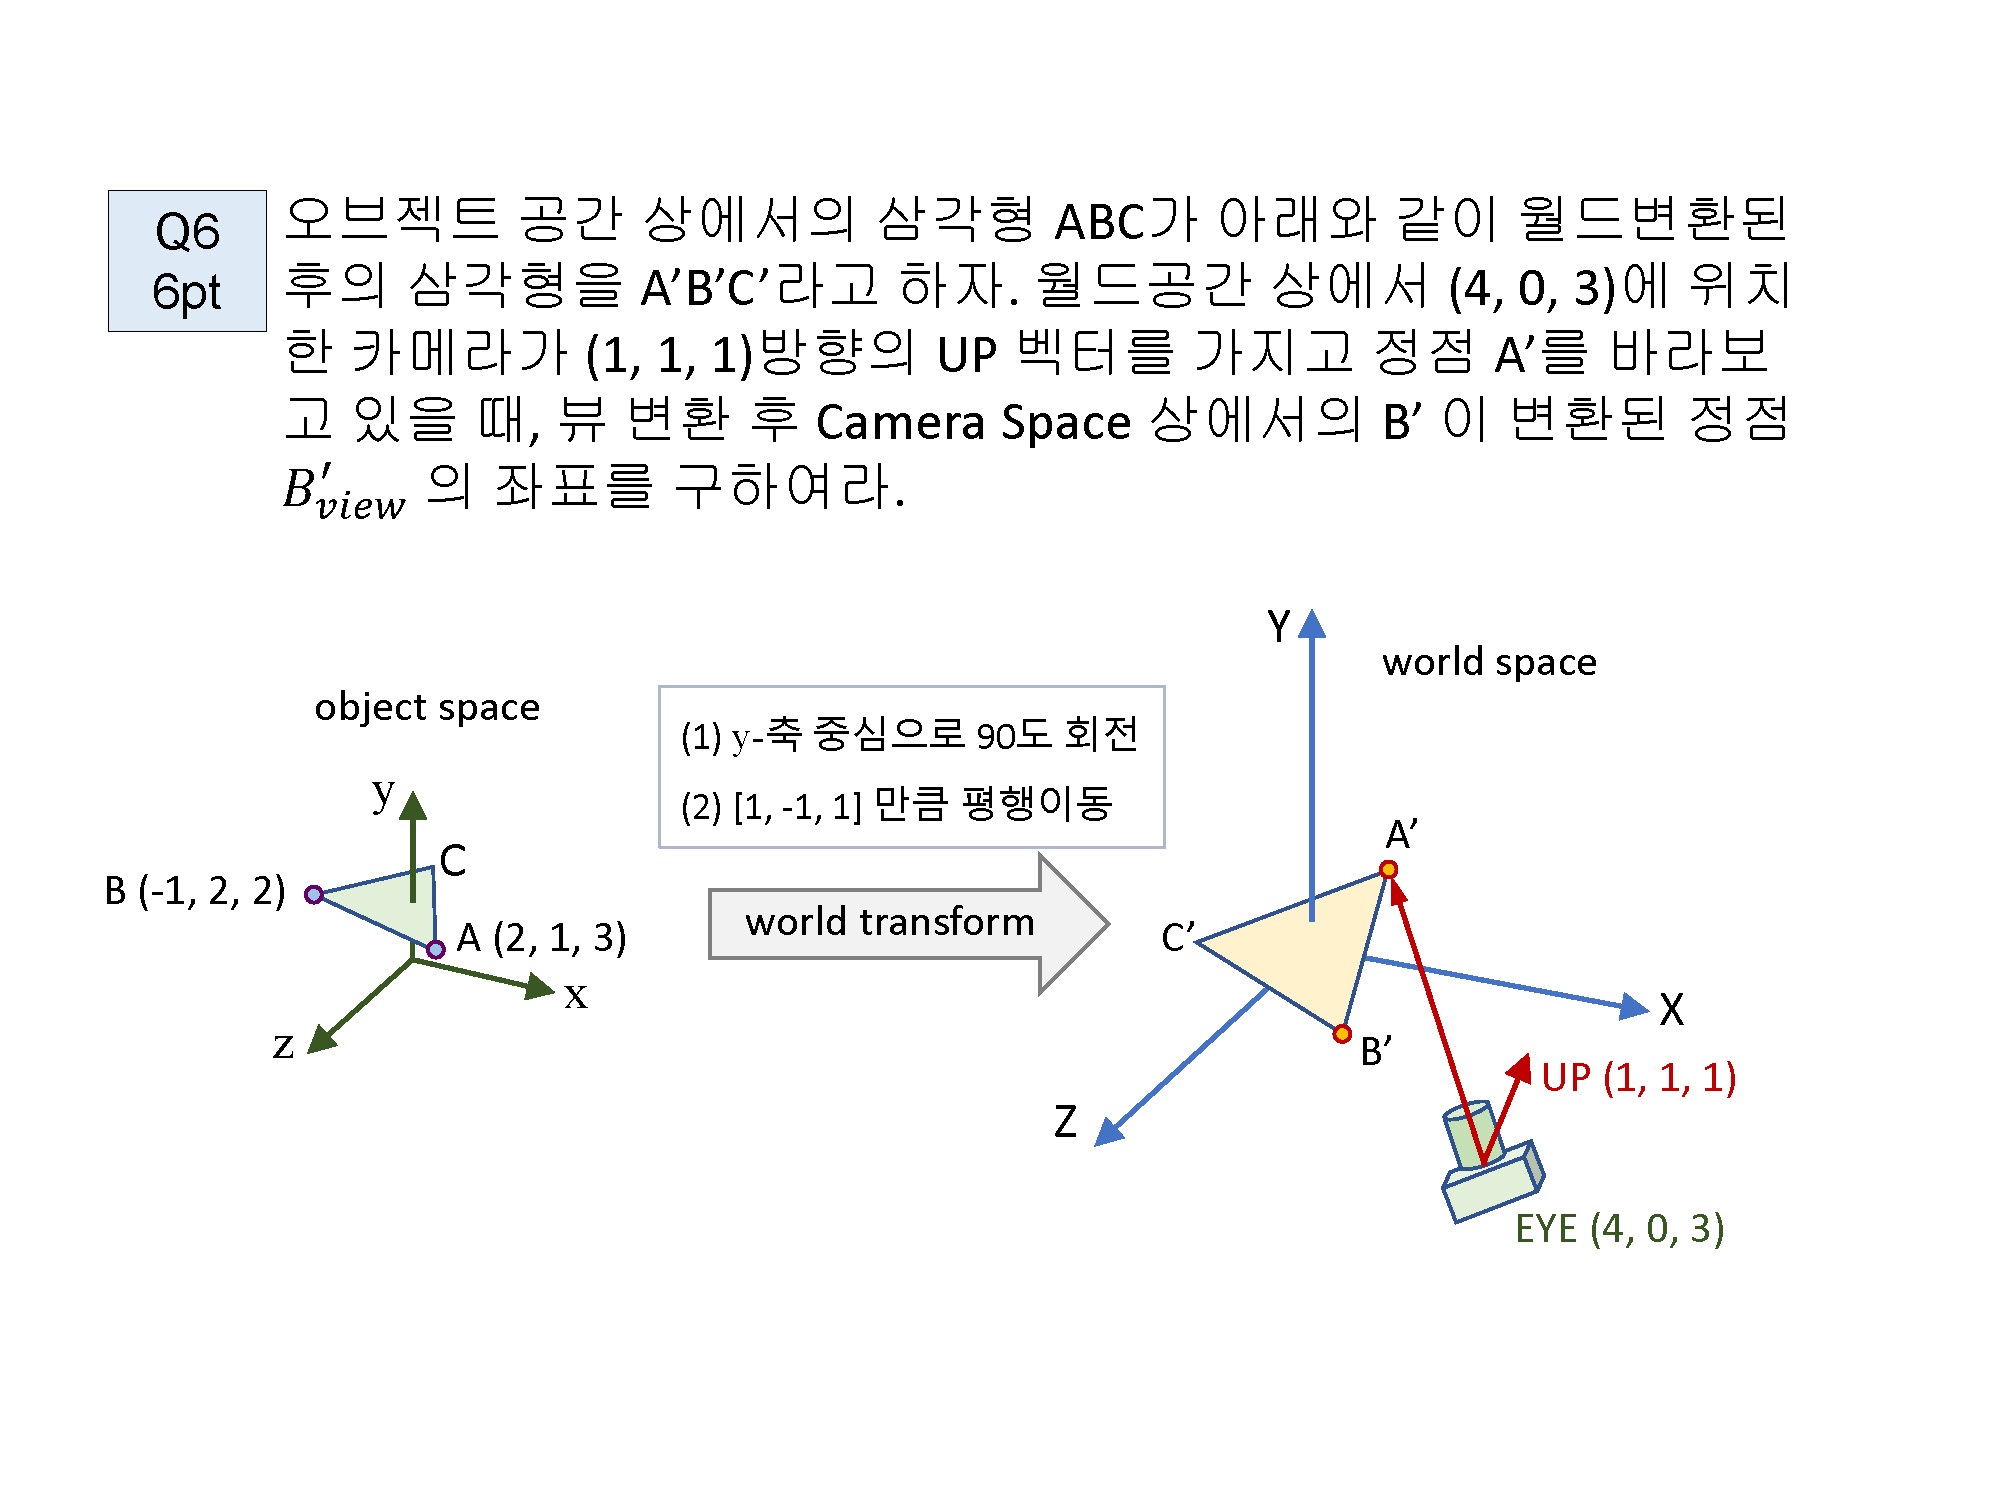 Q6
6pt
오브젝트 공간 상에서의 삼각형 ABC가 아래와 같이 월드변환된
후의 삼각형을 A’B’C’라고 하자. 월드공간 상에서 (4, 0, 3)에 위치
한 카메라가 (1, 1, 1)방향의 UP 벡터를 가지고 정점 A’를 바라보
고 있을 때, 뷰 변환 후 Camera Space 상에서의 B’ 이 변환된 정점
B′view 의 좌표를 구하여라.
object space
y
C
B (-1, 2, 2)
A (2, 1, 3)
x
z
(1) y-축 중심으로 90도 회전
(2) [1, -1, 1] 만큼 평행이동
world transform
Y
world space
A’
C’
B’
X
Z
UP (1, 1, 1)
EYE (4, 0, 3)